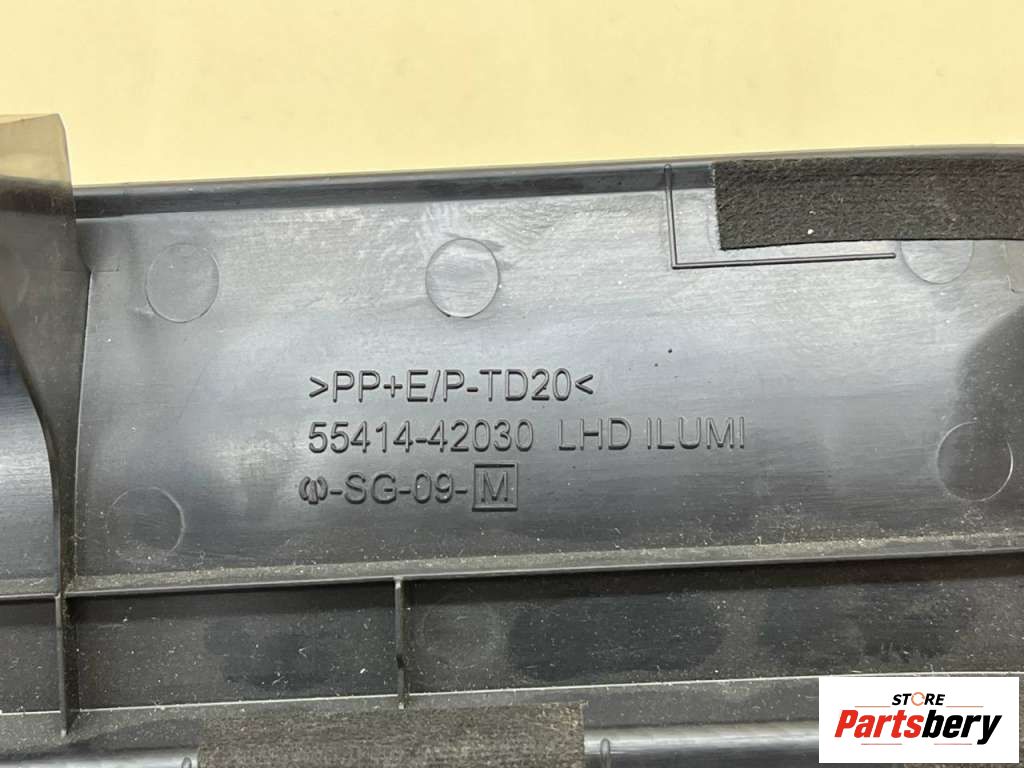 >PP+E/P-TD20<
55414-42030 LHD ILUMI
-SG-09-M
STORE
Partsbery